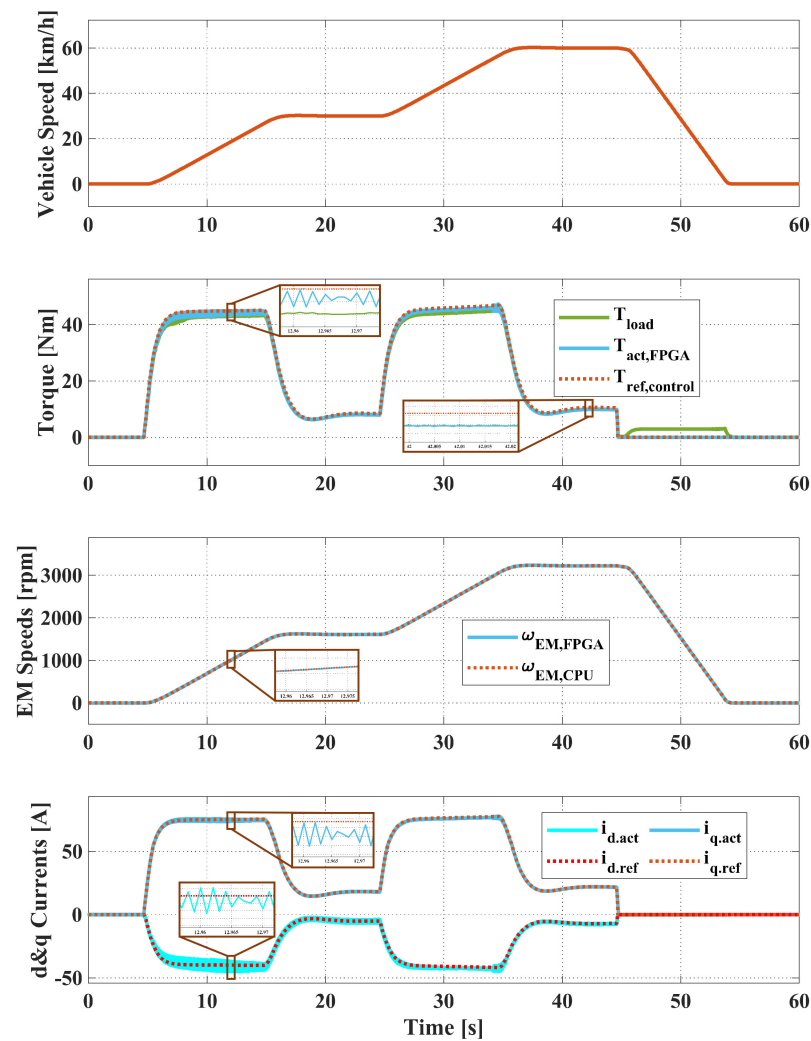 Vehicle Speed [km/h]
60
40
20
0
0 10 20 30 40 50 60
Torque [Nm]
40
20
0
12.96 12.965 12.97
T_load
T_act,FPGA
T_ref,control
42 42.005 42.01 42.015 42.02
0 10 20 30 40 50 60
EM Speeds [rpm]
3000
2000
1000
0
ω_EM,FPGA
ω_EM,CPU
12.96 12.965 12.97 12.975
0 10 20 30 40 50 60
d&q Currents [A]
50
0
-50
12.96 12.965 12.97
i_d.act i_q.act
i_d.ref i_q.ref
12.96 12.965 12.97
0 10 20 30 40 50 60
Time [s]